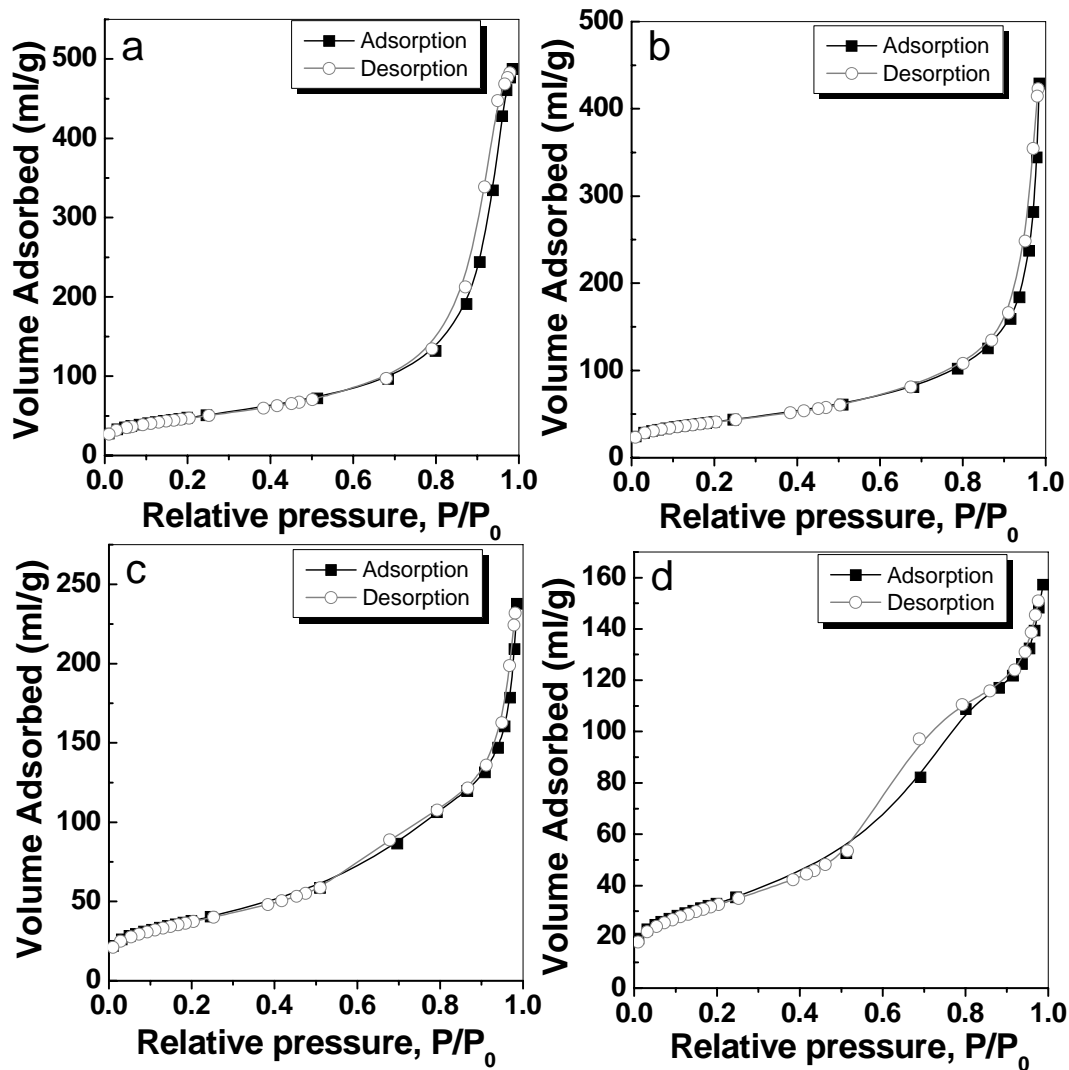 a
Adsorption
Desorption
Volume Adsorbed (ml/g)
500
400
300
200
100
0
0.0 0.2 0.4 0.6 0.8 1.0
Relative pressure, P/P0
b
Adsorption
Desorption
Volume Adsorbed (ml/g)
500
400
300
200
100
0
0.0 0.2 0.4 0.6 0.8 1.0
Relative pressure, P/P0
c
Adsorption
Desorption
Volume Adsorbed (ml/g)
250
200
150
100
50
0
0.0 0.2 0.4 0.6 0.8 1.0
Relative pressure, P/P0
d
Adsorption
Desorption
Volume Adsorbed (ml/g)
160
140
120
100
80
60
40
20
0
0.0 0.2 0.4 0.6 0.8 1.0
Relative pressure, P/P0